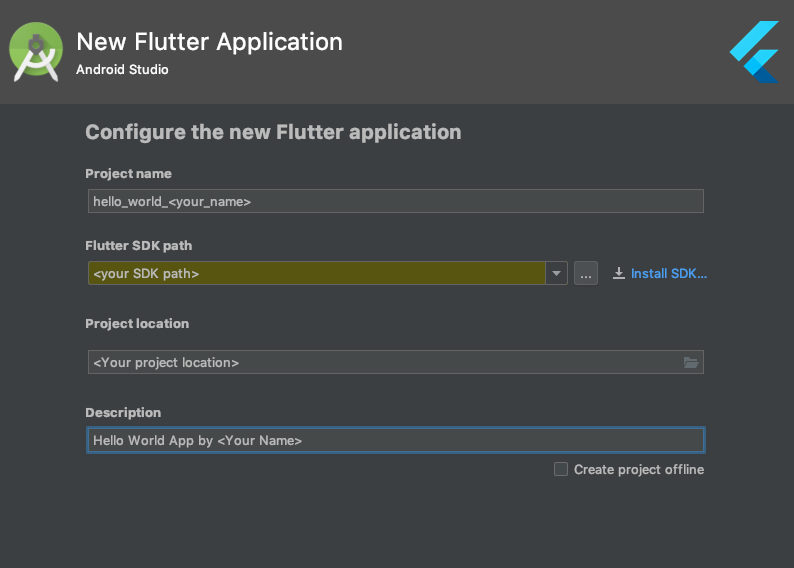 New Flutter Application
Android Studio
Configure the new Flutter application
Project name
hello_world_<your_name>
Flutter SDK path
<your SDK path>
... Install SDK...
Project location
<Your project location>
Description
Hello World App by <Your Name>
Create project offline